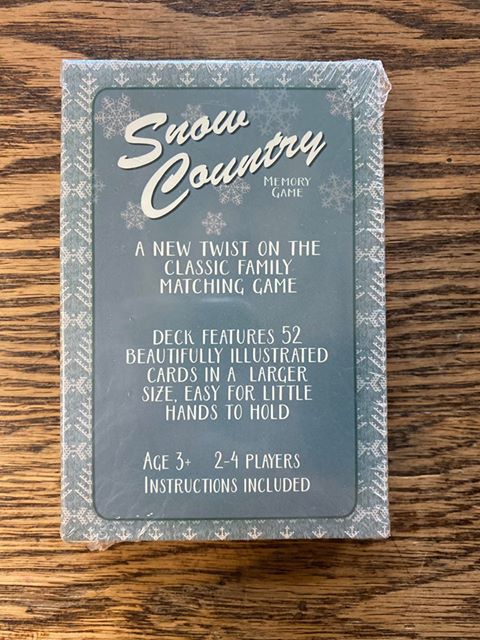 Snow
Country
MEMORY
GAME
A NEW TWIST ON THE
CLASSIC FAMILY
MATCHING GAME
DECK FEATURES 52
BEAUTIFULLY ILLUSTRATED
CARDS IN A LARGER
SIZE, EASY FOR LITTLE
HANDS TO HOLD
AGE 3+ 2-4 PLAYERS
INSTRUCTIONS INCLUDED